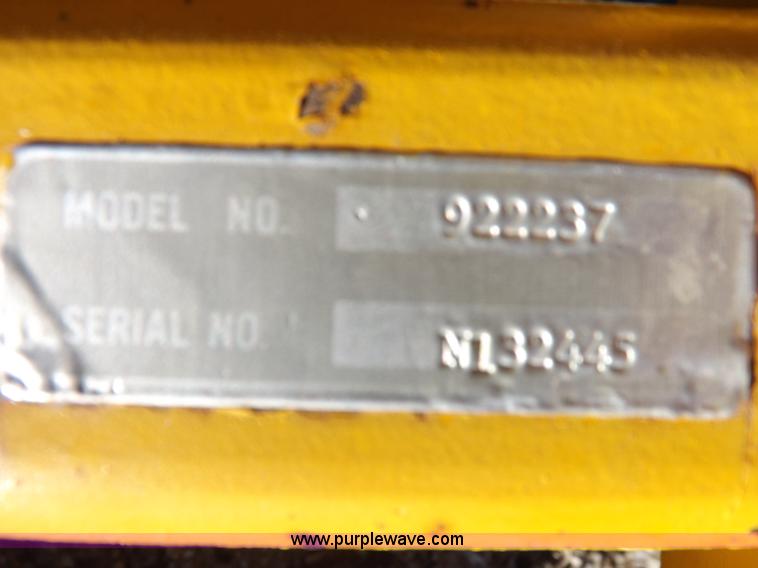 MODEL NO. 922237
SERIAL NO. N132445
www.purplewave.com